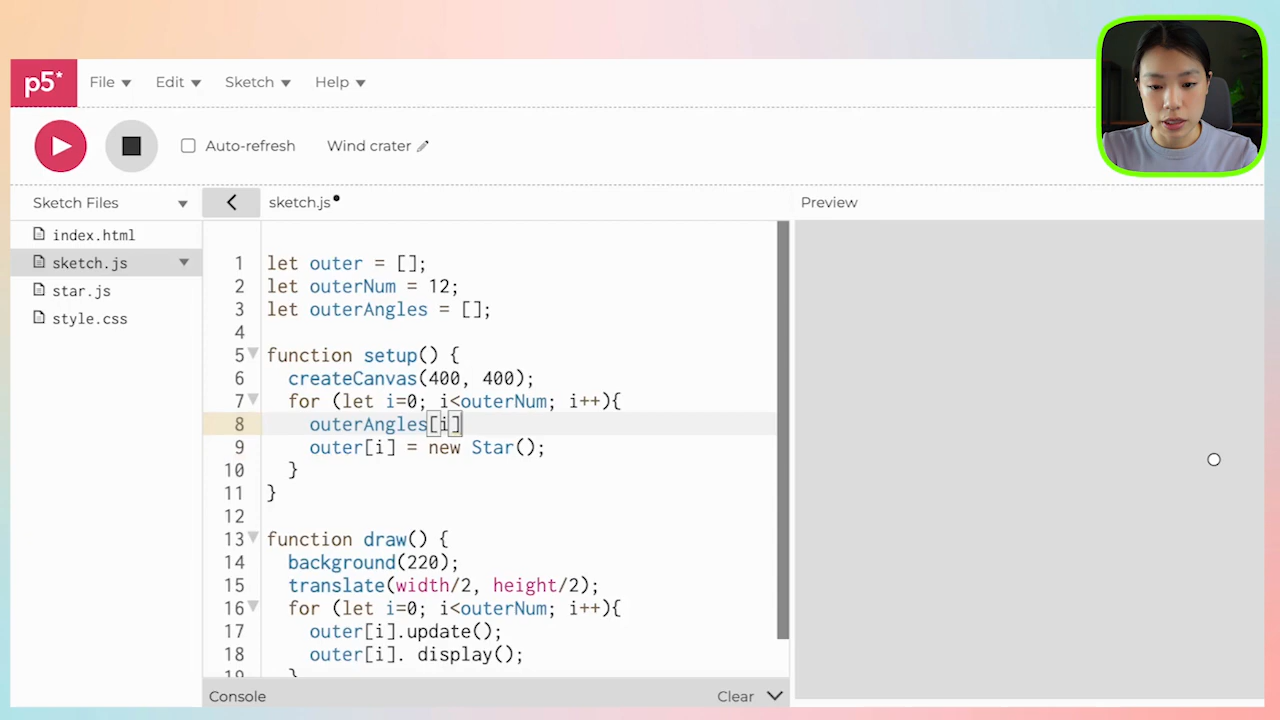 p5* File Edit Sketch Help
Auto-refresh Wind crater
Sketch Files sketch.js Preview
index.html
sketch.js
star.js
style.css
1 let outer = [];
2 let outerNum = 12;
3 let outerAngles = [];
4
5 function setup() {
6 createCanvas(400, 400);
7 for (let i=0; i<outerNum; i++){
8 outerAngles[i]
9 outer[i] = new Star();
10 }
11 }
12
13 function draw() {
14 background(220);
15 translate(width/2, height/2);
16 for (let i=0; i<outerNum; i++){
17 outer[i].update();
18 outer[i]. display();
19 }
Console Clear